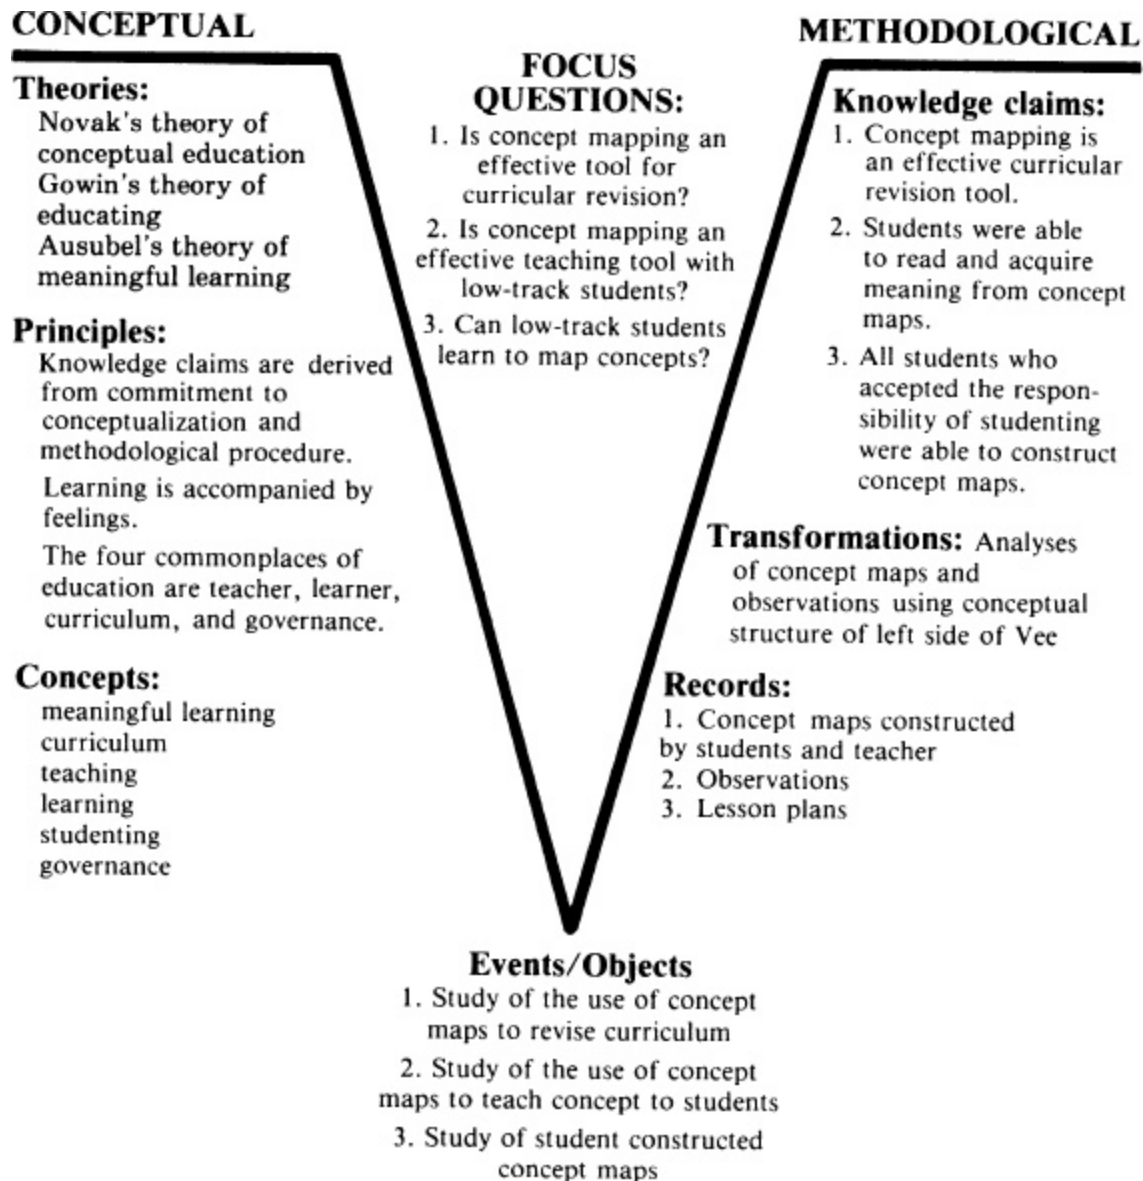 CONCEPTUAL
Theories:
Novak's theory of
conceptual education
Gowin's theory of
educating
Ausubel's theory of
meaningful learning
Principles:
Knowledge claims are derived
from commitment to
conceptualization and
methodological procedure.
Learning is accompanied by
feelings.
The four commonplaces of
education are teacher, learner,
curriculum, and governance.
Concepts:
meaningful learning
curriculum
teaching
learning
studenting
governance
FOCUS
QUESTIONS:
1. Is concept mapping an
effective tool for
curricular revision?
2. Is concept mapping an
effective teaching tool with
low-track students?
3. Can low-track students
learn to map concepts?
METHODOLOGICAL
Knowledge claims:
1. Concept mapping is
an effective curricular
revision tool.
2. Students were able
to read and acquire
meaning from concept
maps.
3. All students who
accepted the respon-
sibility of studenting
were able to construct
concept maps.
Transformations: Analyses
of concept maps and
observations using conceptual
structure of left side of Vee
Records:
1. Concept maps constructed
by students and teacher
2. Observations
3. Lesson plans
Events/Objects
1. Study of the use of concept
maps to revise curriculum
2. Study of the use of concept
maps to teach concept to students
3. Study of student constructed
concept maps